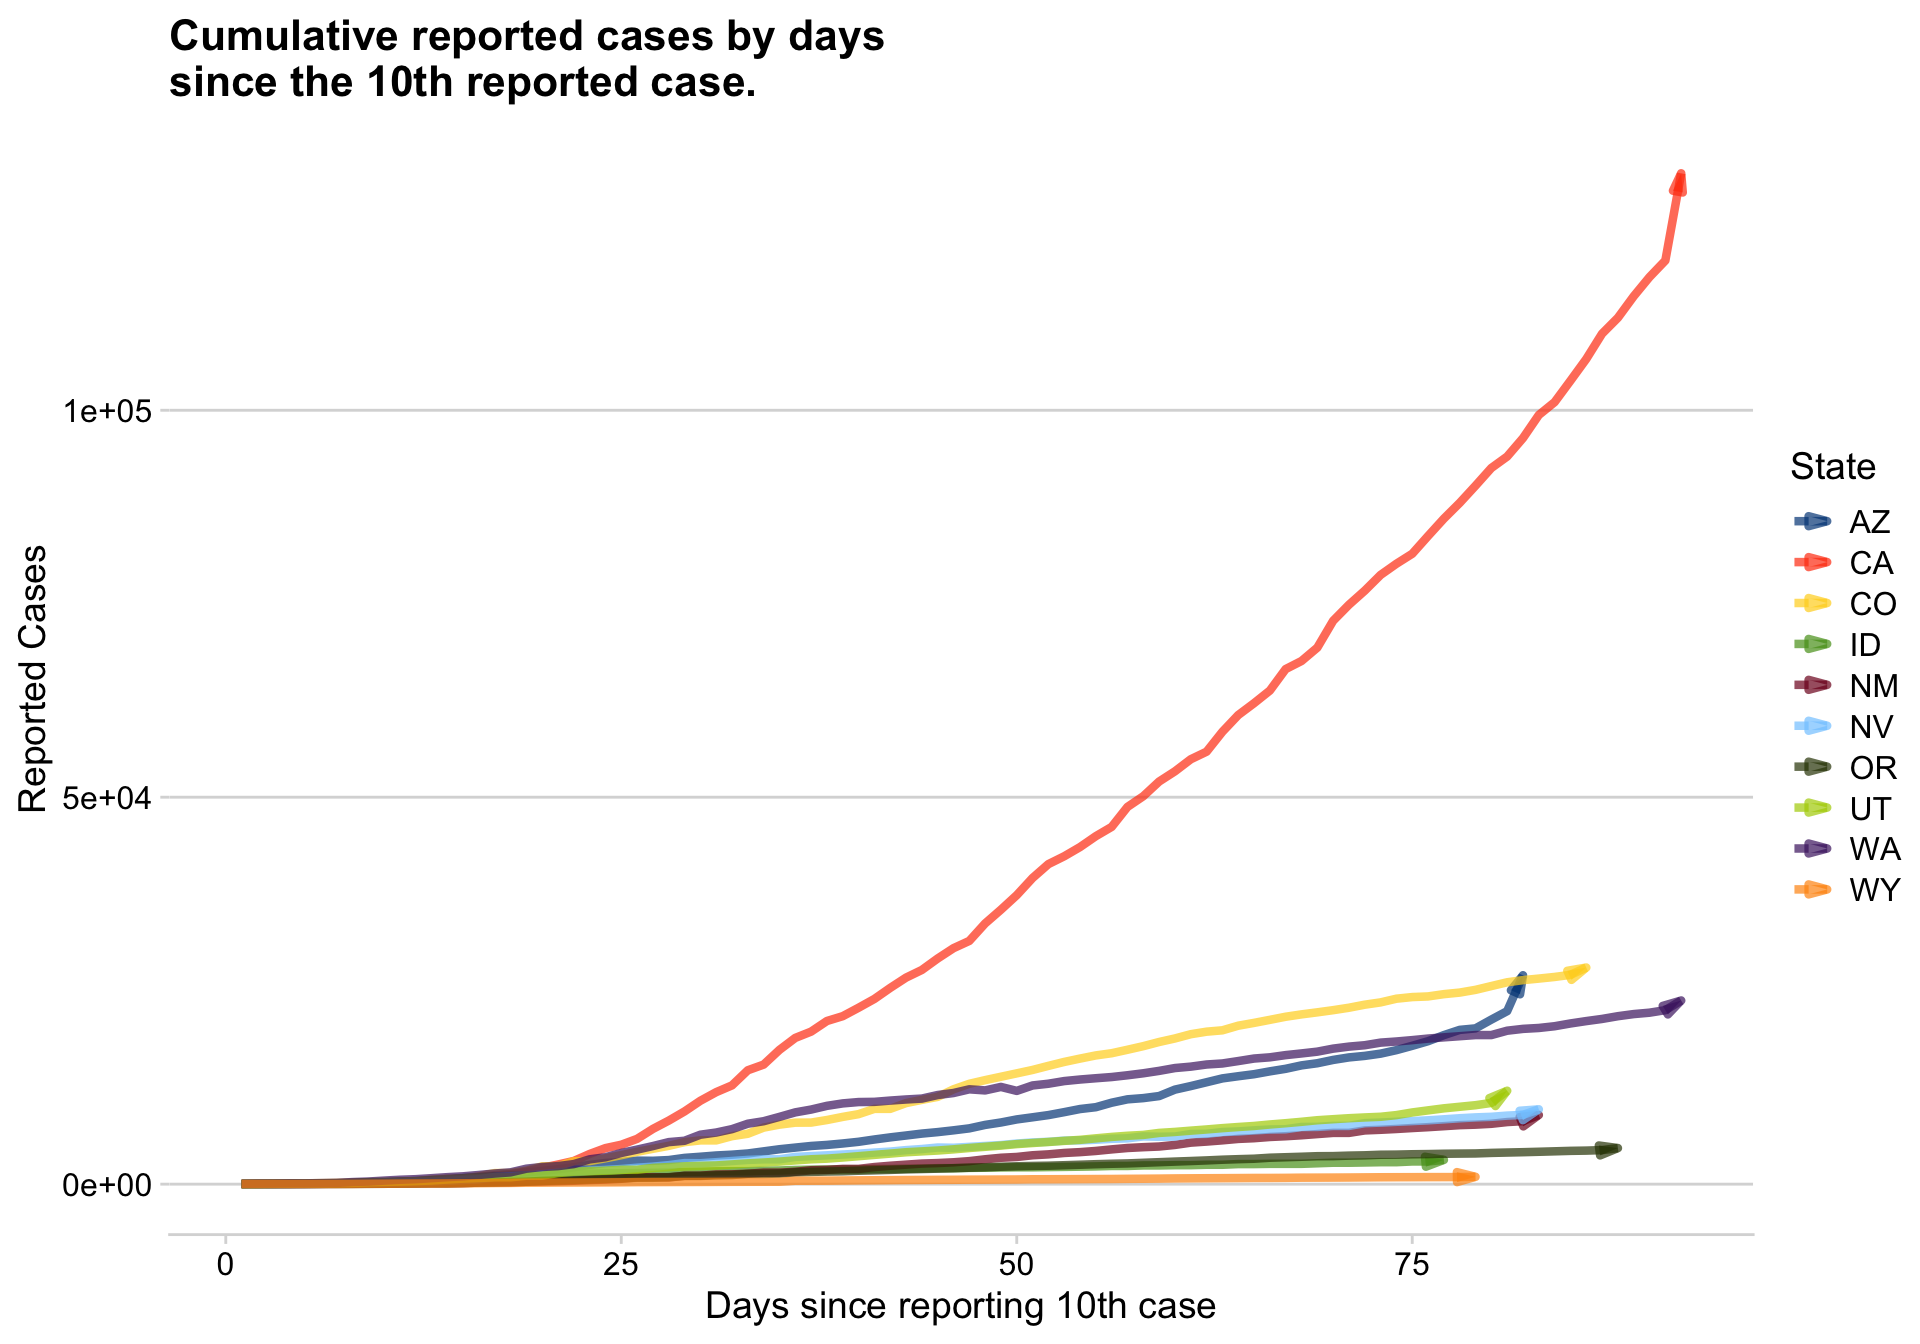 Cumulative reported cases by days
since the 10th reported case.
1e+05
5e+04
0e+00
Reported Cases
0
25
50
75
Days since reporting 10th case
State
AZ
CA
CO
ID
NM
NV
OR
UT
WA
WY